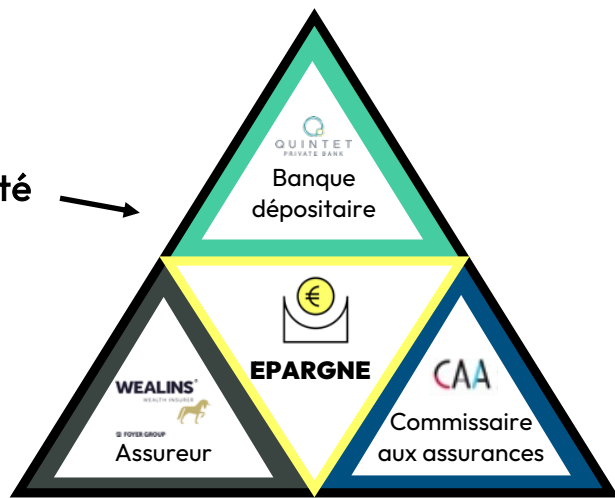 té
QUINTET
PRIVATE BANK
Banque
dépositaire
€
EPARGNE
WEALINS
WEALTH INSURER
FOYER GROUP
Assureur
CAA
Commissaire
aux assurances